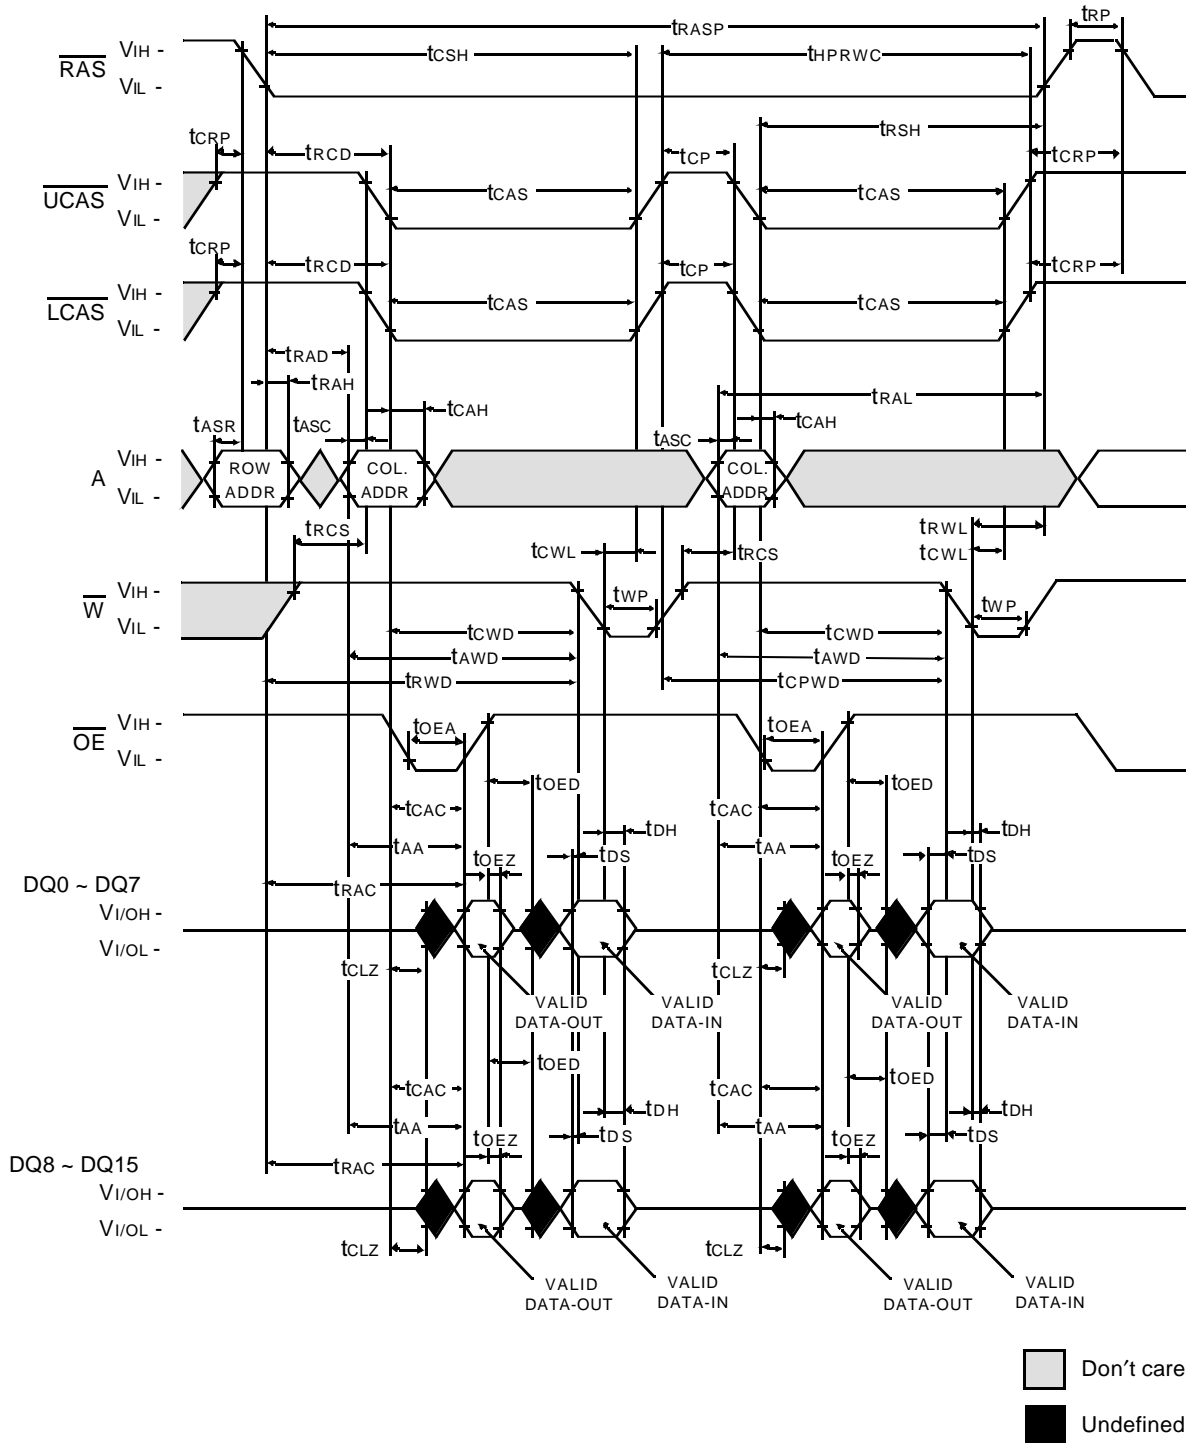 tRP
tRASP
tCSH
tHPRWC
RAS
VIH -
VIL -
tRSH
tCRP
tRCD
tCP
tCRP
UCAS
VIH -
VIL -
tCAS
tCAS
tCRP
tRCD
tCP
tCRP
LCAS
VIH -
VIL -
tCAS
tCAS
tRAD
tRAH
tRAL
tASR
tASC
tCAH
tASC
tCAH
A
VIH -
VIL -
ROW
ADDR
COL.
ADDR
COL.
ADDR
tRCS
tCWL
tRCS
tRWL
tCWL
W
VIH -
VIL -
tWP
tWP
tCWD
tCWD
tAWD
tAWD
tRWD
tCPWD
OE
VIH -
VIL -
tOEA
tOEA
tOED
tOED
tCAC
tCAC
tDH
tDH
tAA
tOEZ
tDS
tAA
tOEZ
tDS
tRAC
DQ0 ~ DQ7
VI/OH -
VI/OL -
tCLZ
tCLZ
VALID
DATA-OUT
VALID
DATA-IN
VALID
DATA-OUT
VALID
DATA-IN
tOED
tOED
tCAC
tCAC
tDH
tDH
tAA
tOEZ
tDS
tAA
tOEZ
tDS
tRAC
DQ8 ~ DQ15
VI/OH -
VI/OL -
tCLZ
tCLZ
VALID
DATA-OUT
VALID
DATA-IN
VALID
DATA-OUT
VALID
DATA-IN
Don't care
Undefined